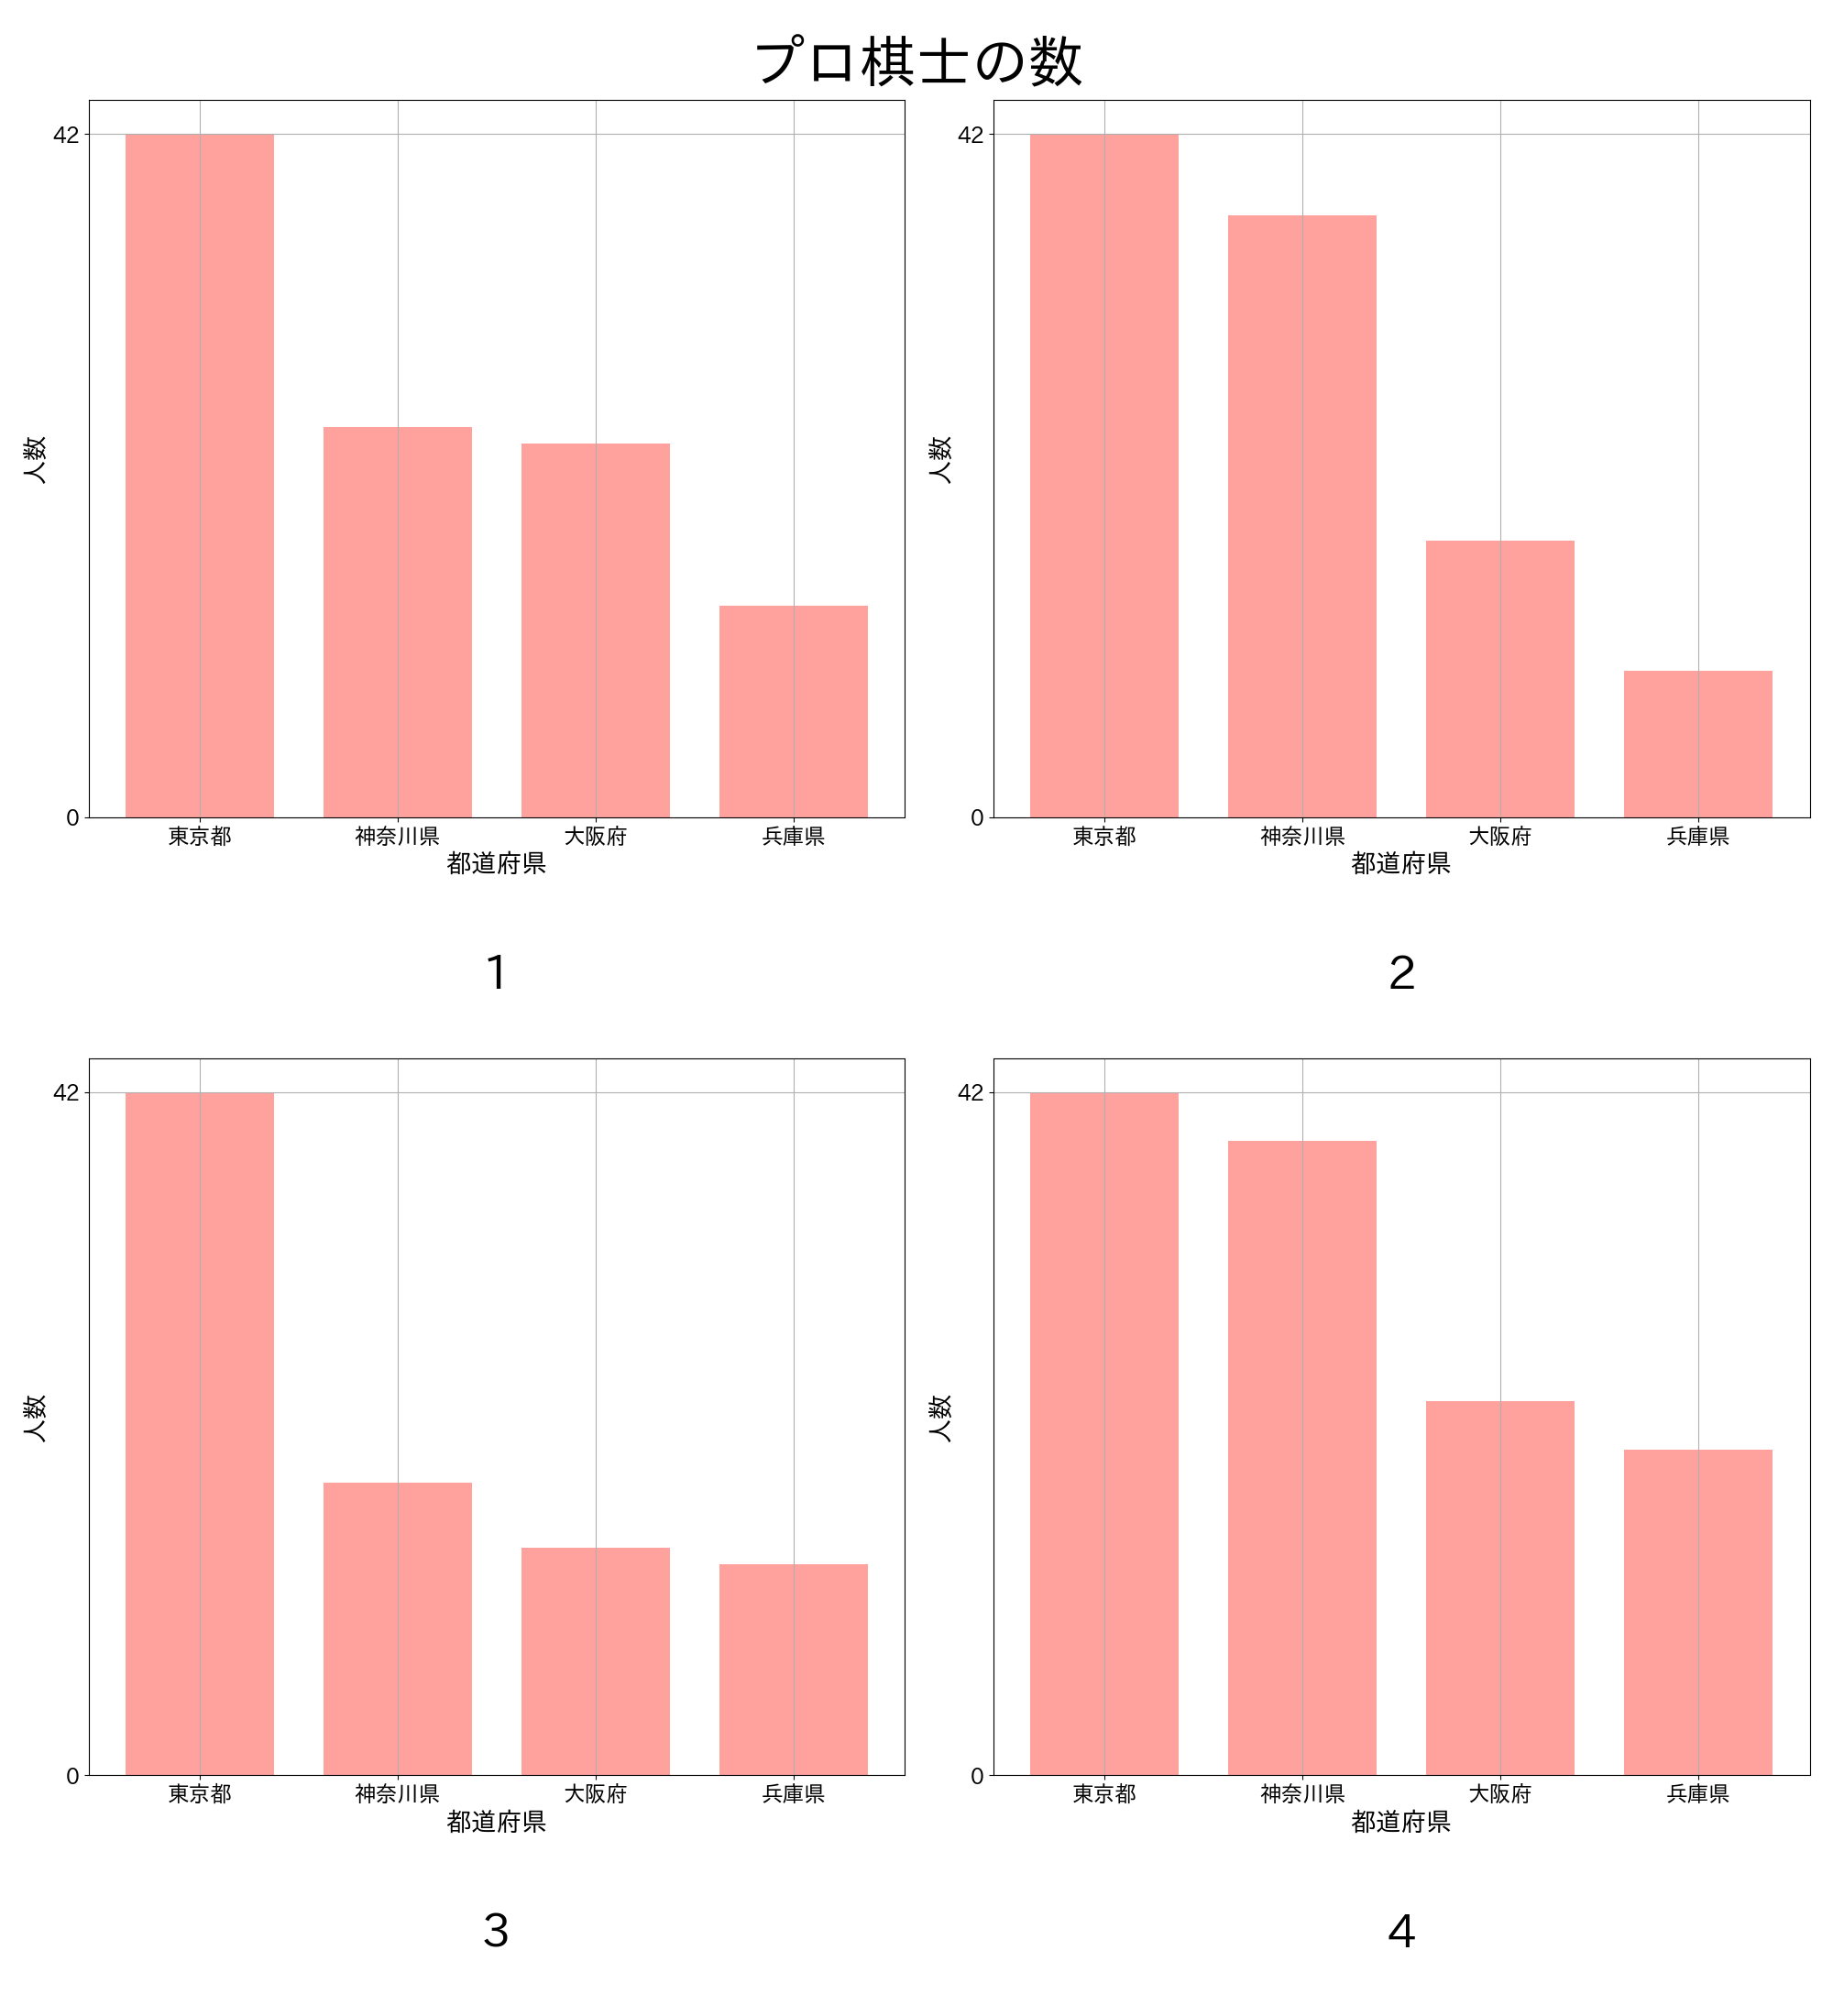 プロ棋士の数
42
人数
0
東京都 神奈川県 大阪府 兵庫県
都道府県
1
42
人数
0
東京都 神奈川県 大阪府 兵庫県
都道府県
2
42
人数
0
東京都 神奈川県 大阪府 兵庫県
都道府県
3
42
人数
0
東京都 神奈川県 大阪府 兵庫県
都道府県
4